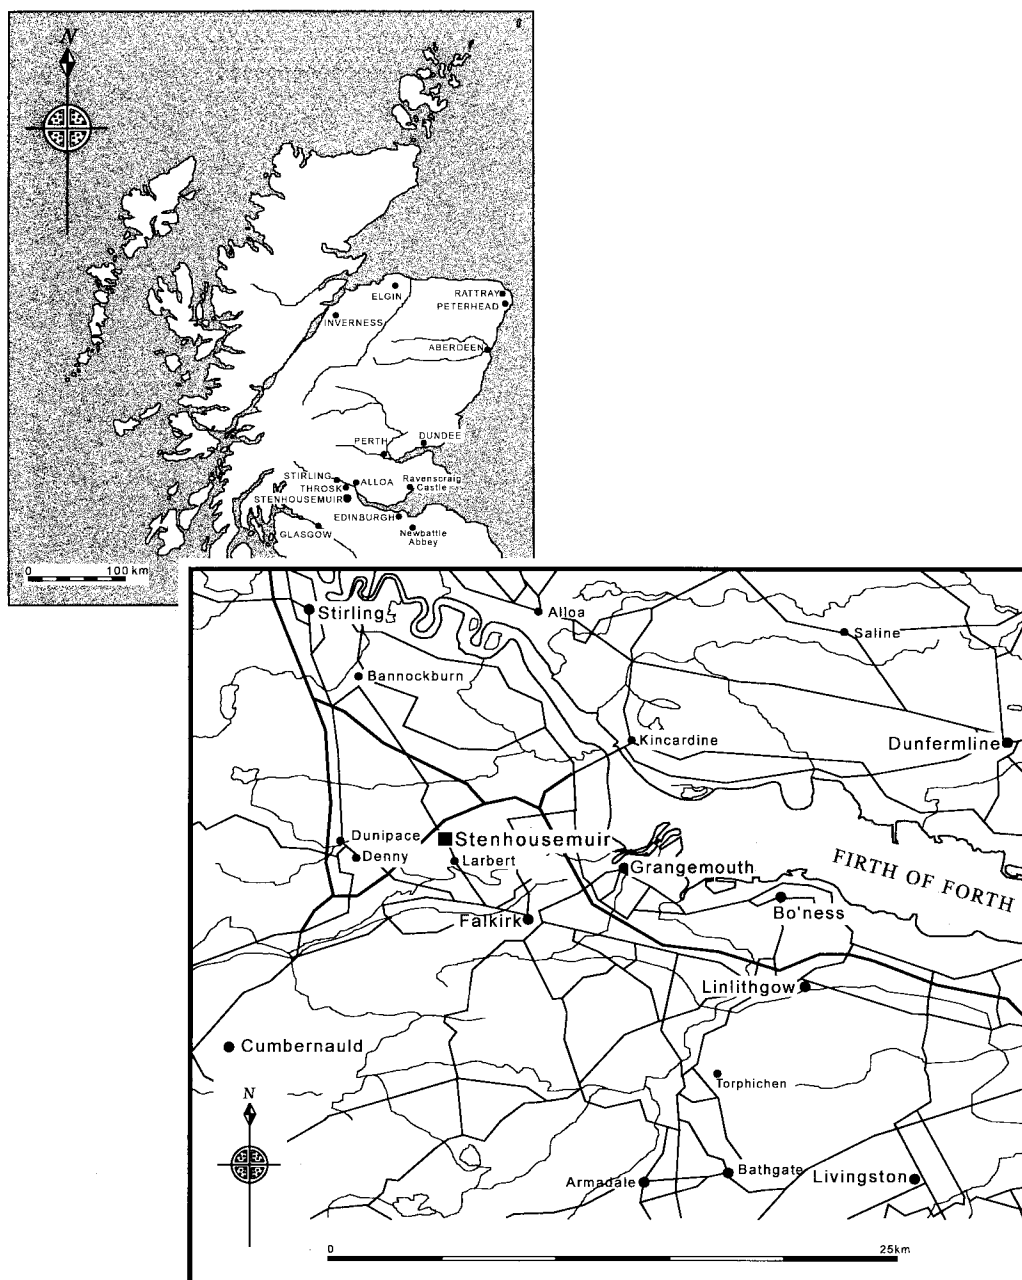 N
ELGIN
RATTRAY
PETERHEAD
INVERNESS
ABERDEEN
DUNDEE
PERTH
STIRLING
ALLOA
Ravenscraig
Castle
THROSK
STENHOUSEMUIR
EDINBURGH
GLASGOW
Newbattle
Abbey
0 100 km
Stirling
Alloa
Saline
Bannockburn
Kincardine
Dunfermline
Dunipace
Stenhousemuir
Denny
Larbert
Grangemouth
FIRTH OF FORTH
Falkirk
Bo'ness
Linlithgow
Cumbernauld
Torphichen
N
Bathgate
Armadale
Livingston
0 25km